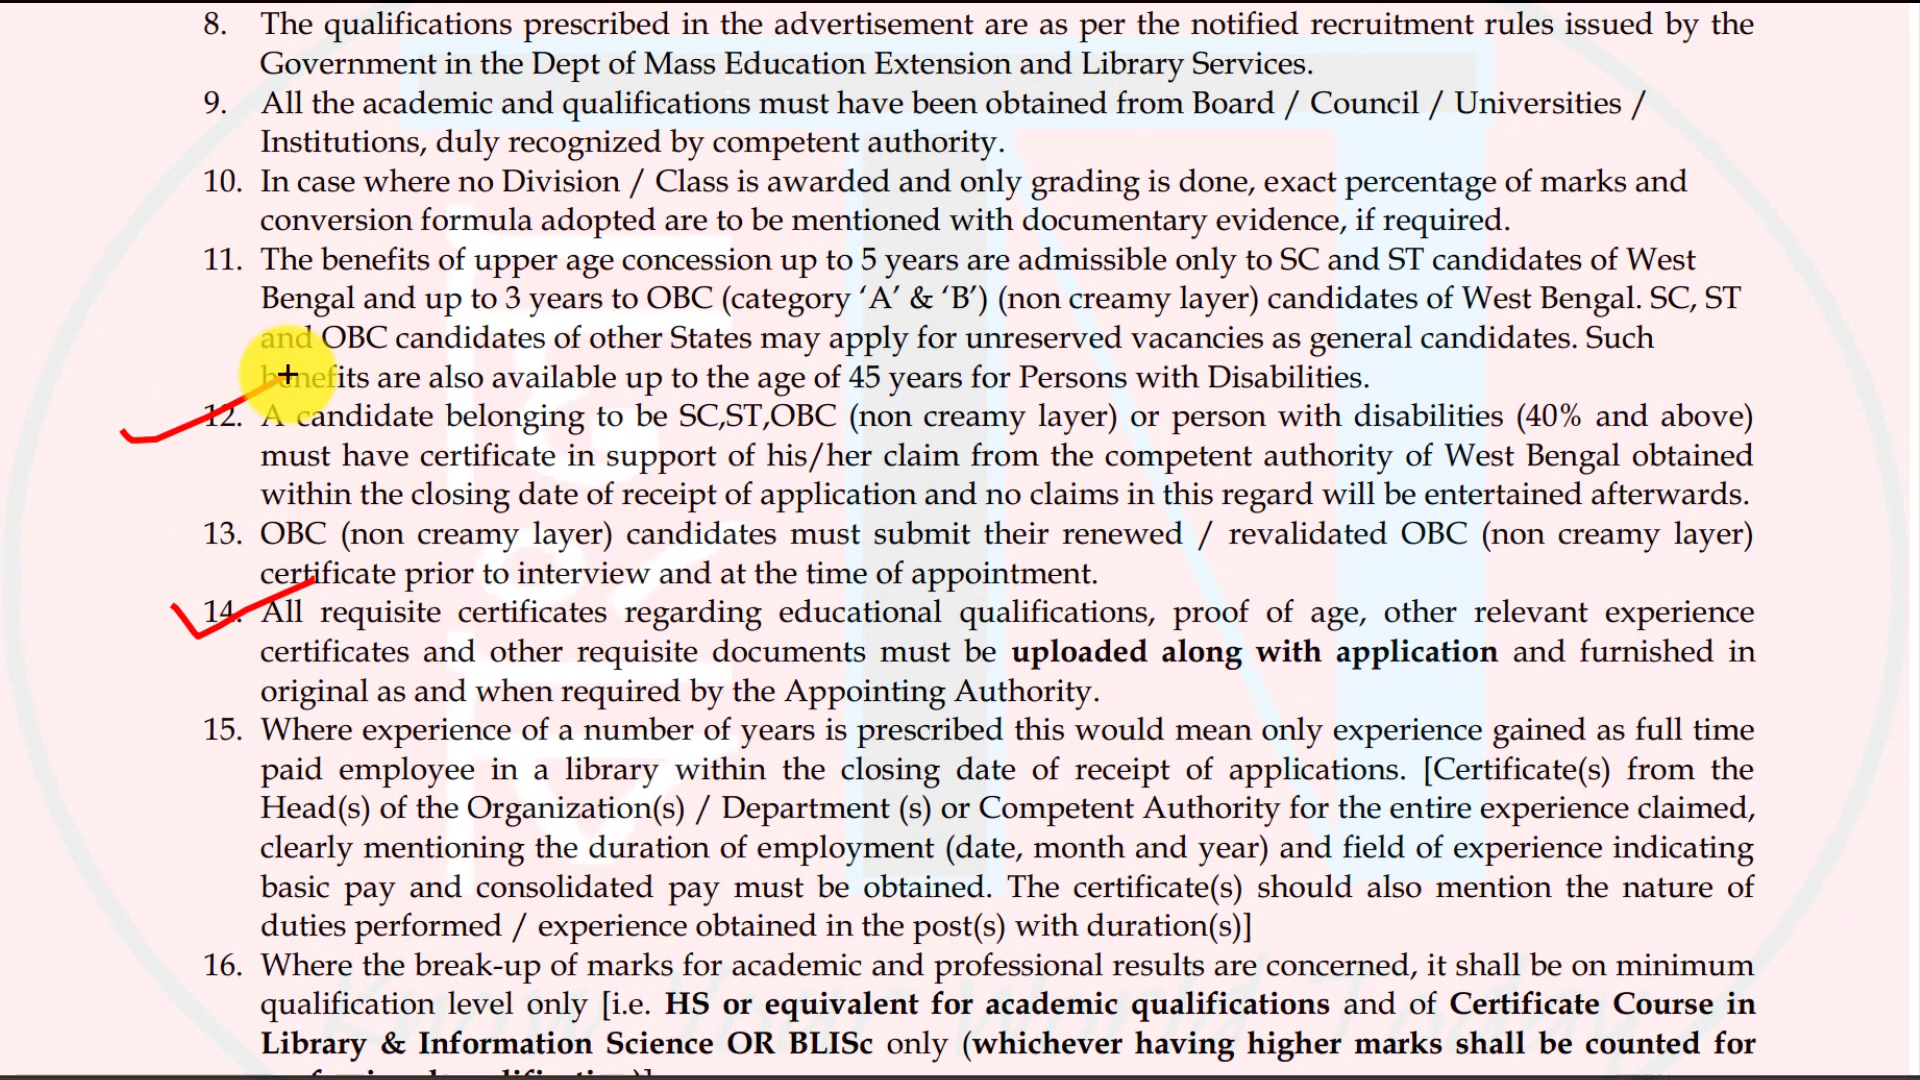 8. The qualifications prescribed in the advertisement are as per the notified recruitment rules issued by the
Government in the Dept of Mass Education Extension and Library Services.
9. All the academic and qualifications must have been obtained from Board / Council / Universities /
Institutions, duly recognized by competent authority.
10. In case where no Division / Class is awarded and only grading is done, exact percentage of marks and
conversion formula adopted are to be mentioned with documentary evidence, if required.
11. The benefits of upper age concession up to 5 years are admissible only to SC and ST candidates of West
Bengal and up to 3 years to OBC (category ‘A’ & ‘B’) (non creamy layer) candidates of West Bengal. SC, ST
and OBC candidates of other States may apply for unreserved vacancies as general candidates. Such
benefits are also available up to the age of 45 years for Persons with Disabilities.
12. A candidate belonging to be SC,ST,OBC (non creamy layer) or person with disabilities (40% and above)
must have certificate in support of his/her claim from the competent authority of West Bengal obtained
within the closing date of receipt of application and no claims in this regard will be entertained afterwards.
13. OBC (non creamy layer) candidates must submit their renewed / revalidated OBC (non creamy layer)
certificate prior to interview and at the time of appointment.
14. All requisite certificates regarding educational qualifications, proof of age, other relevant experience
certificates and other requisite documents must be uploaded along with application and furnished in
original as and when required by the Appointing Authority.
15. Where experience of a number of years is prescribed this would mean only experience gained as full time
paid employee in a library within the closing date of receipt of applications. [Certificate(s) from the
Head(s) of the Organization(s) / Department (s) or Competent Authority for the entire experience claimed,
clearly mentioning the duration of employment (date, month and year) and field of experience indicating
basic pay and consolidated pay must be obtained. The certificate(s) should also mention the nature of
duties performed / experience obtained in the post(s) with duration(s)]
16. Where the break-up of marks for academic and professional results are concerned, it shall be on minimum
qualification level only [i.e. HS or equivalent for academic qualifications and of Certificate Course in
Library & Information Science OR BLISc only (whichever having higher marks shall be counted for